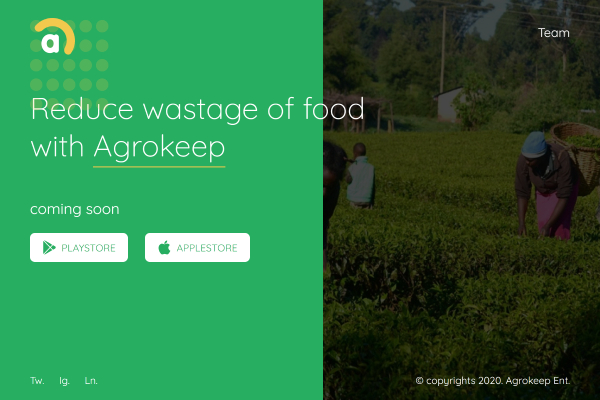 a
Team
Reduce wastage of food
with Agrokeep
coming soon
PLAYSTORE
APPLESTORE
Tw. Ig. Ln.
© copyrights 2020. Agrokeep Ent.